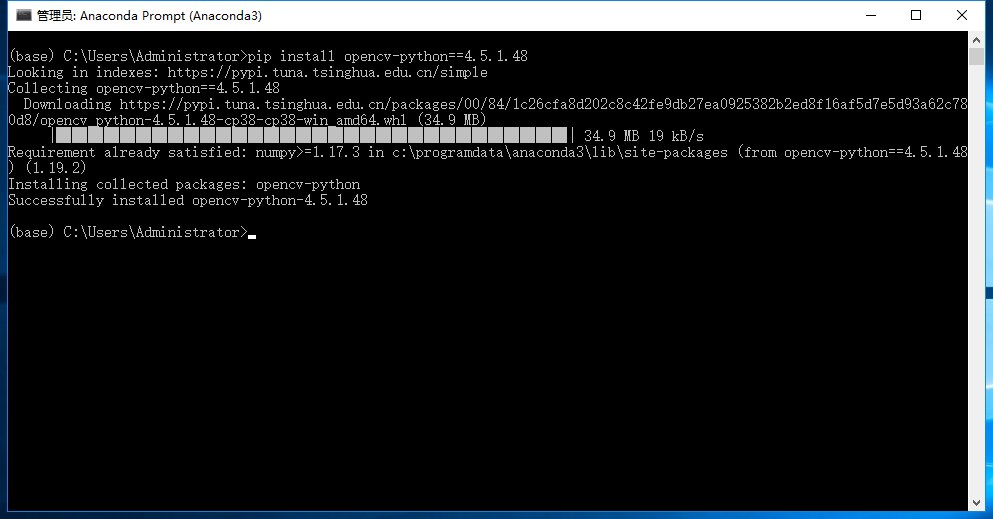 管理员: Anaconda Prompt (Anaconda3)
(base) C:\Users\Administrator>pip install opencv-python==4.5.1.48
Looking in indexes: https://pypi.tuna.tsinghua.edu.cn/simple
Collecting opencv-python==4.5.1.48
  Downloading https://pypi.tuna.tsinghua.edu.cn/packages/00/84/1c26cfa8d202c8c42fe9db27ea0925382b2ed8f16af5d7e5d93a62c78
0d8/opencv_python-4.5.1.48-cp38-cp38-win_amd64.whl (34.9 MB)
34.9 MB 19 kB/s
Requirement already satisfied: numpy>=1.17.3 in c:\programdata\anaconda3\lib\site-packages (from opencv-python==4.5.1.48
) (1.19.2)
Installing collected packages: opencv-python
Successfully installed opencv-python-4.5.1.48
(base) C:\Users\Administrator>